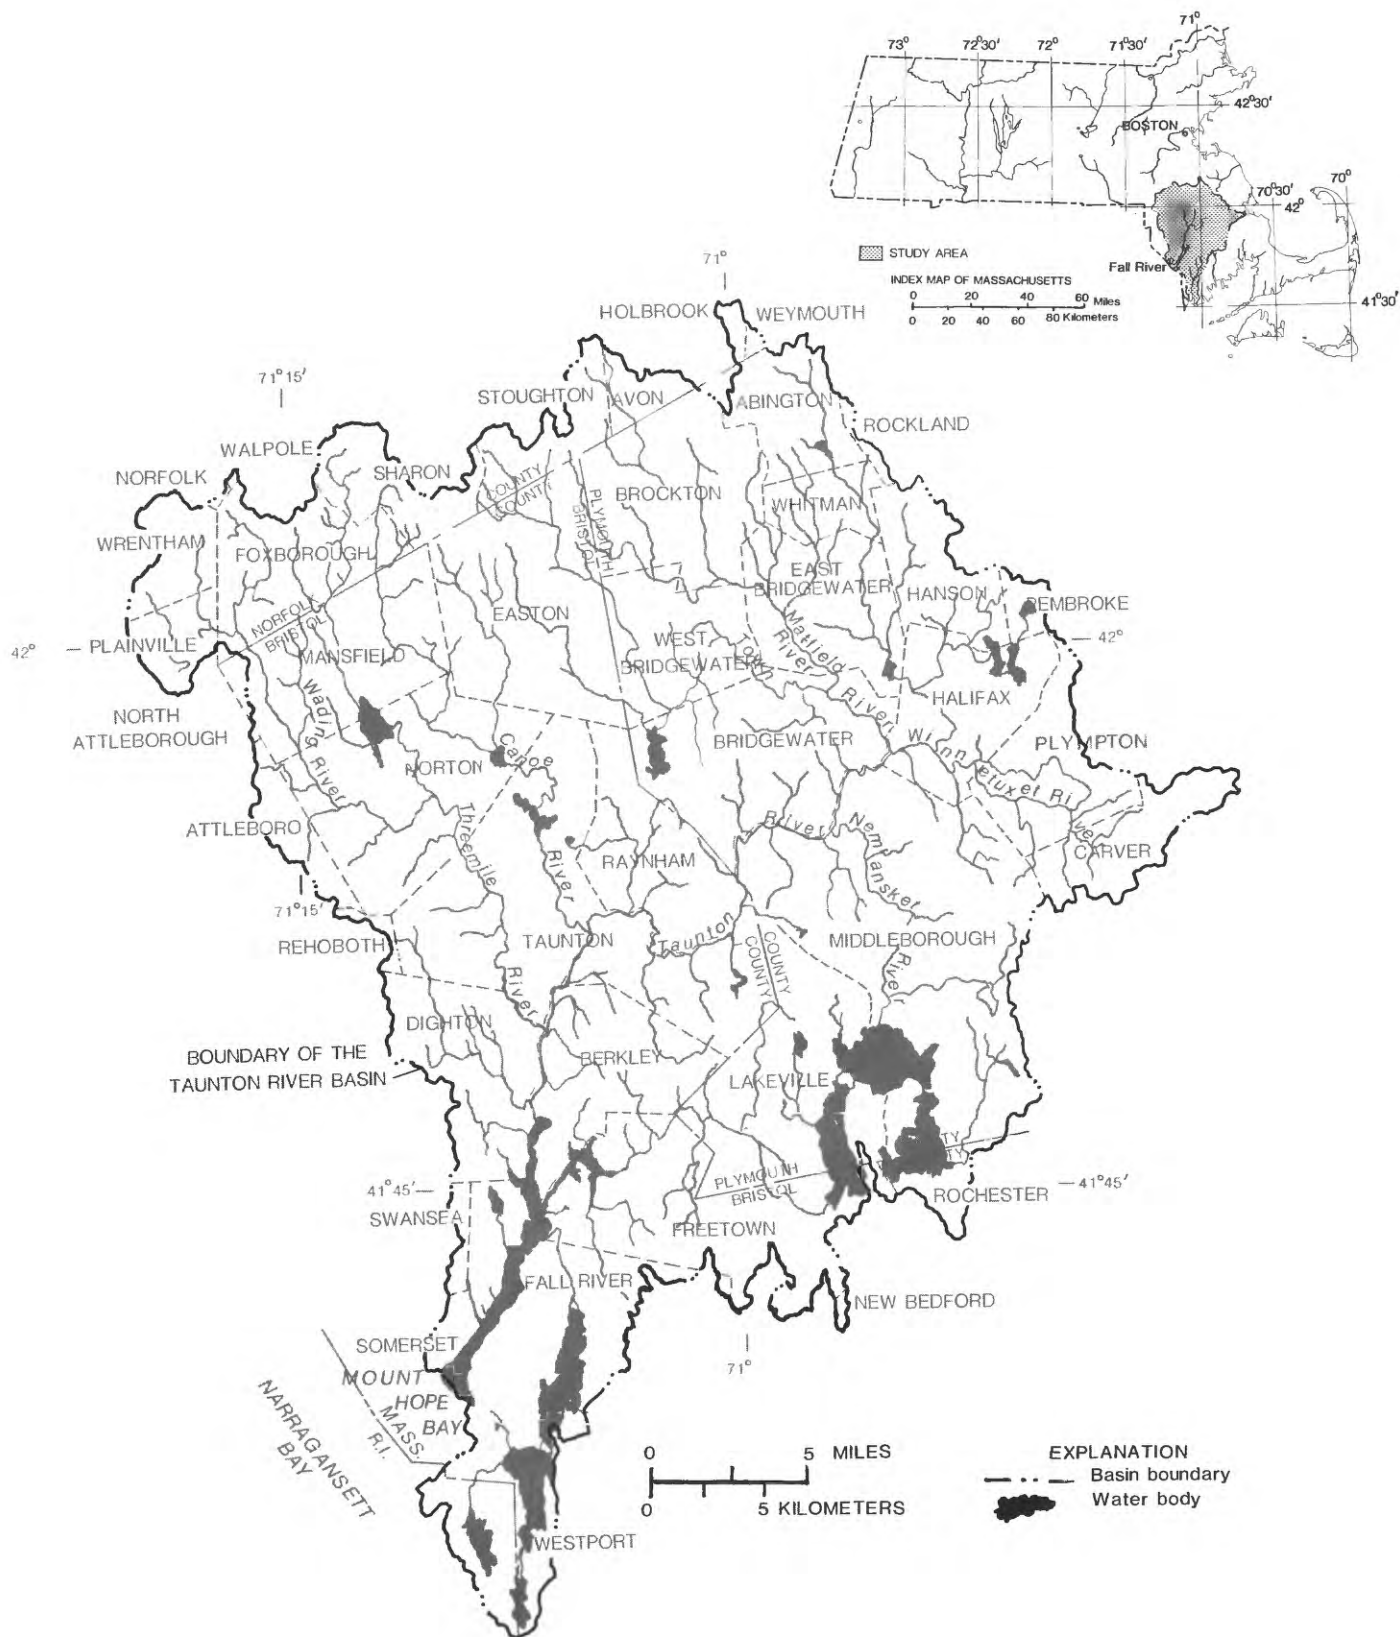 71°
73°
72°30'
72°
71°30'
42°30'
BOSTON
70°30'
70°
42°
STUDY AREA
Fall River
INDEX MAP OF MASSACHUSETTS
0 20 40 60 Miles
0 20 40 60 80 Kilometers
41°30'
71°
HOLBROOK
WEYMOUTH
71°15'
STOUGHTON
AVON
ABINGTON
ROCKLAND
WALPOLE
SHARON
NORFOLK
COUNTY
COUNTY
PLYMOUTH
BRISTOL
BROCKTON
WHITMAN
WRENTHAM
FOXBOROUGH
EAST
BRIDGEWATER
HANSON
PEMBROKE
EASTON
NORFOLK
BRISTOL
42°
PLAINVILLE
MANSFIELD
WEST
BRIDGEWATER
Town
River
Matfield
River
42°
HALIFAX
NORTH
ATTLEBOROUGH
Wading River
BRIDGEWATER
Winnetuxet River
PLYMPTON
NORTON
Canoe
River
ATTLEBORO
Threemile
River
RAYNHAM
River
Nemansket
River
CARVER
71°15'
REHOBOTH
TAUNTON
Taunton
MIDDLEBOROUGH
COUNTY
COUNTY
DIGHTON
BOUNDARY OF THE
TAUNTON RIVER BASIN
BERKLEY
LAKEVILLE
PLYMOUTH
BRISTOL
41°45'
ROCHESTER
41°45'
SWANSEA
FREETOWN
FALL RIVER
NEW BEDFORD
SOMERSET
71°
MOUNT
HOPE
BAY
MASS.
R.I.
NARRAGANSETT
BAY
0 5 MILES
0 5 KILOMETERS
EXPLANATION
Basin boundary
Water body
WESTPORT